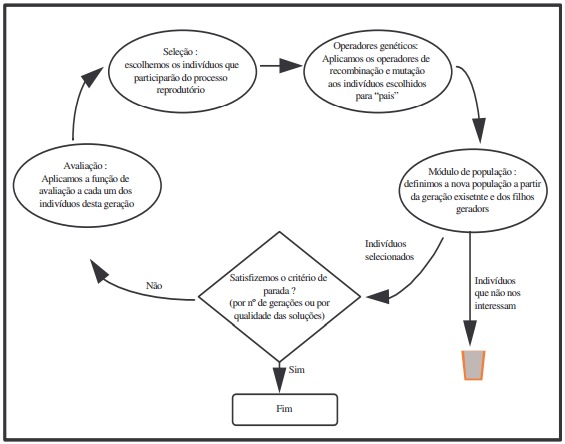 Seleção :
escolhemos os indivíduos que
participarão do processo
reprodutório
Operadores genéticos:
Aplicamos os operadores de
recombinação e mutação
aos indivíduos escolhidos
para “pais”
Avaliação :
Aplicamos a função de
avaliação a cada um dos
indivíduos desta geração
Módulo de população :
definimos a nova população a partir
da geração exisetnte e dos filhos
geradors
Indivíduos
selecionados
Indivíduos
que não nos
interessam
Satisfizemos o critério de
parada ?
(por nº de gerações ou por
qualidade das soluções)
Não
Sim
Fim